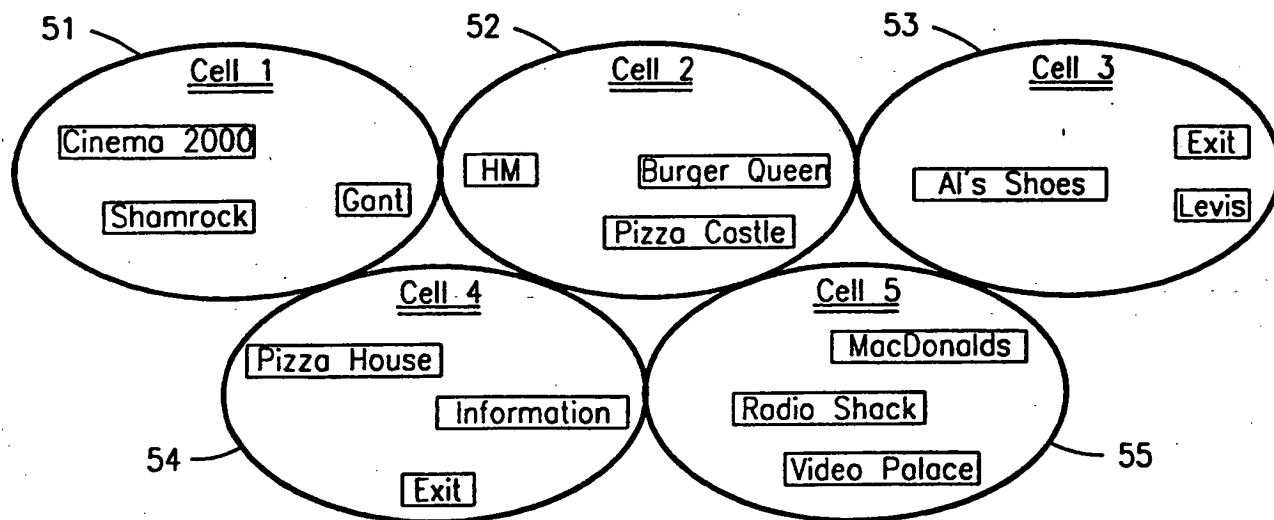 51
52
53
Cell 1
Cinema 2000
Shamrock
Gant
Cell 2
HM
Burger Queen
Pizza Castle
Cell 3
Exit
Al's Shoes
Levis
Cell 4
Pizza House
Information
Exit
Cell 5
MacDonalds
Radio Shack
Video Palace
54
55